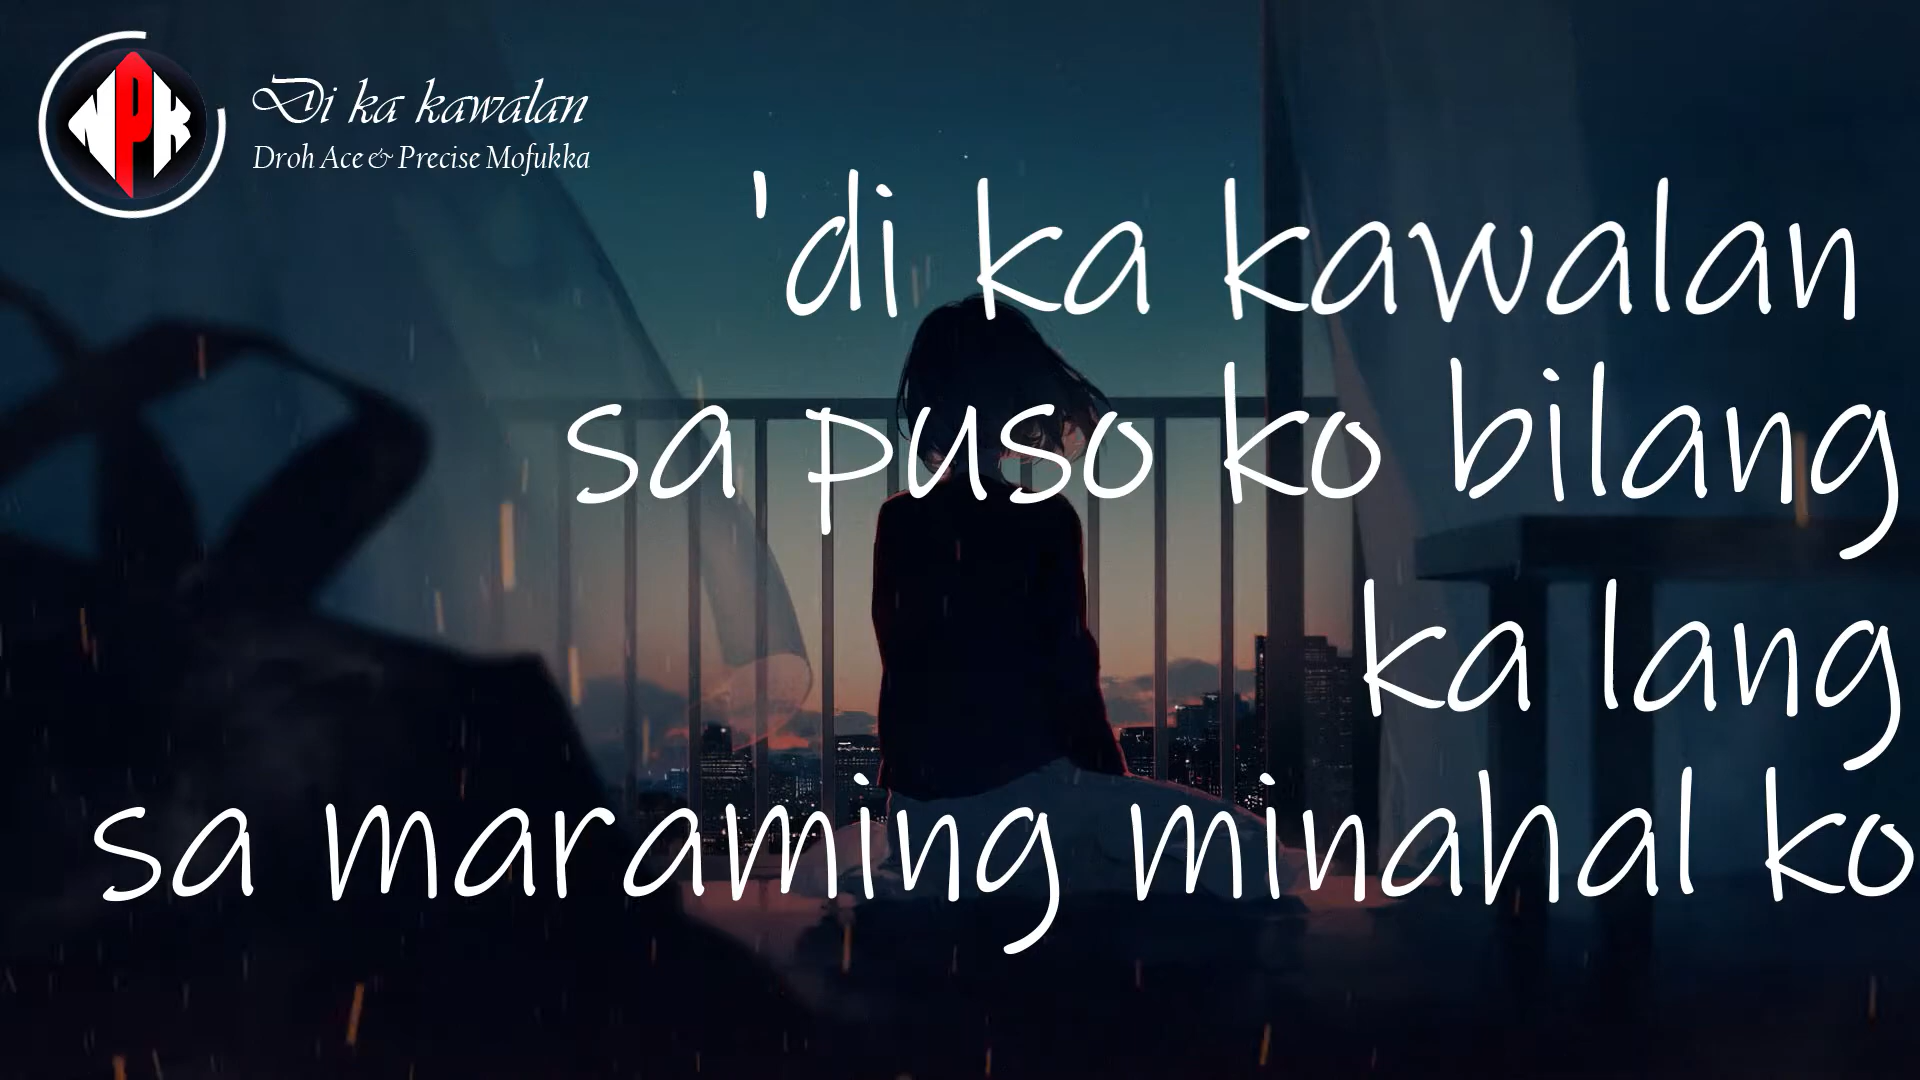 NPK
Di ka kawalan
Droh Ace & Precise Mofukka
'di ka kawalan
sa puso ko bilang
ka lang
sa maraming minahal ko